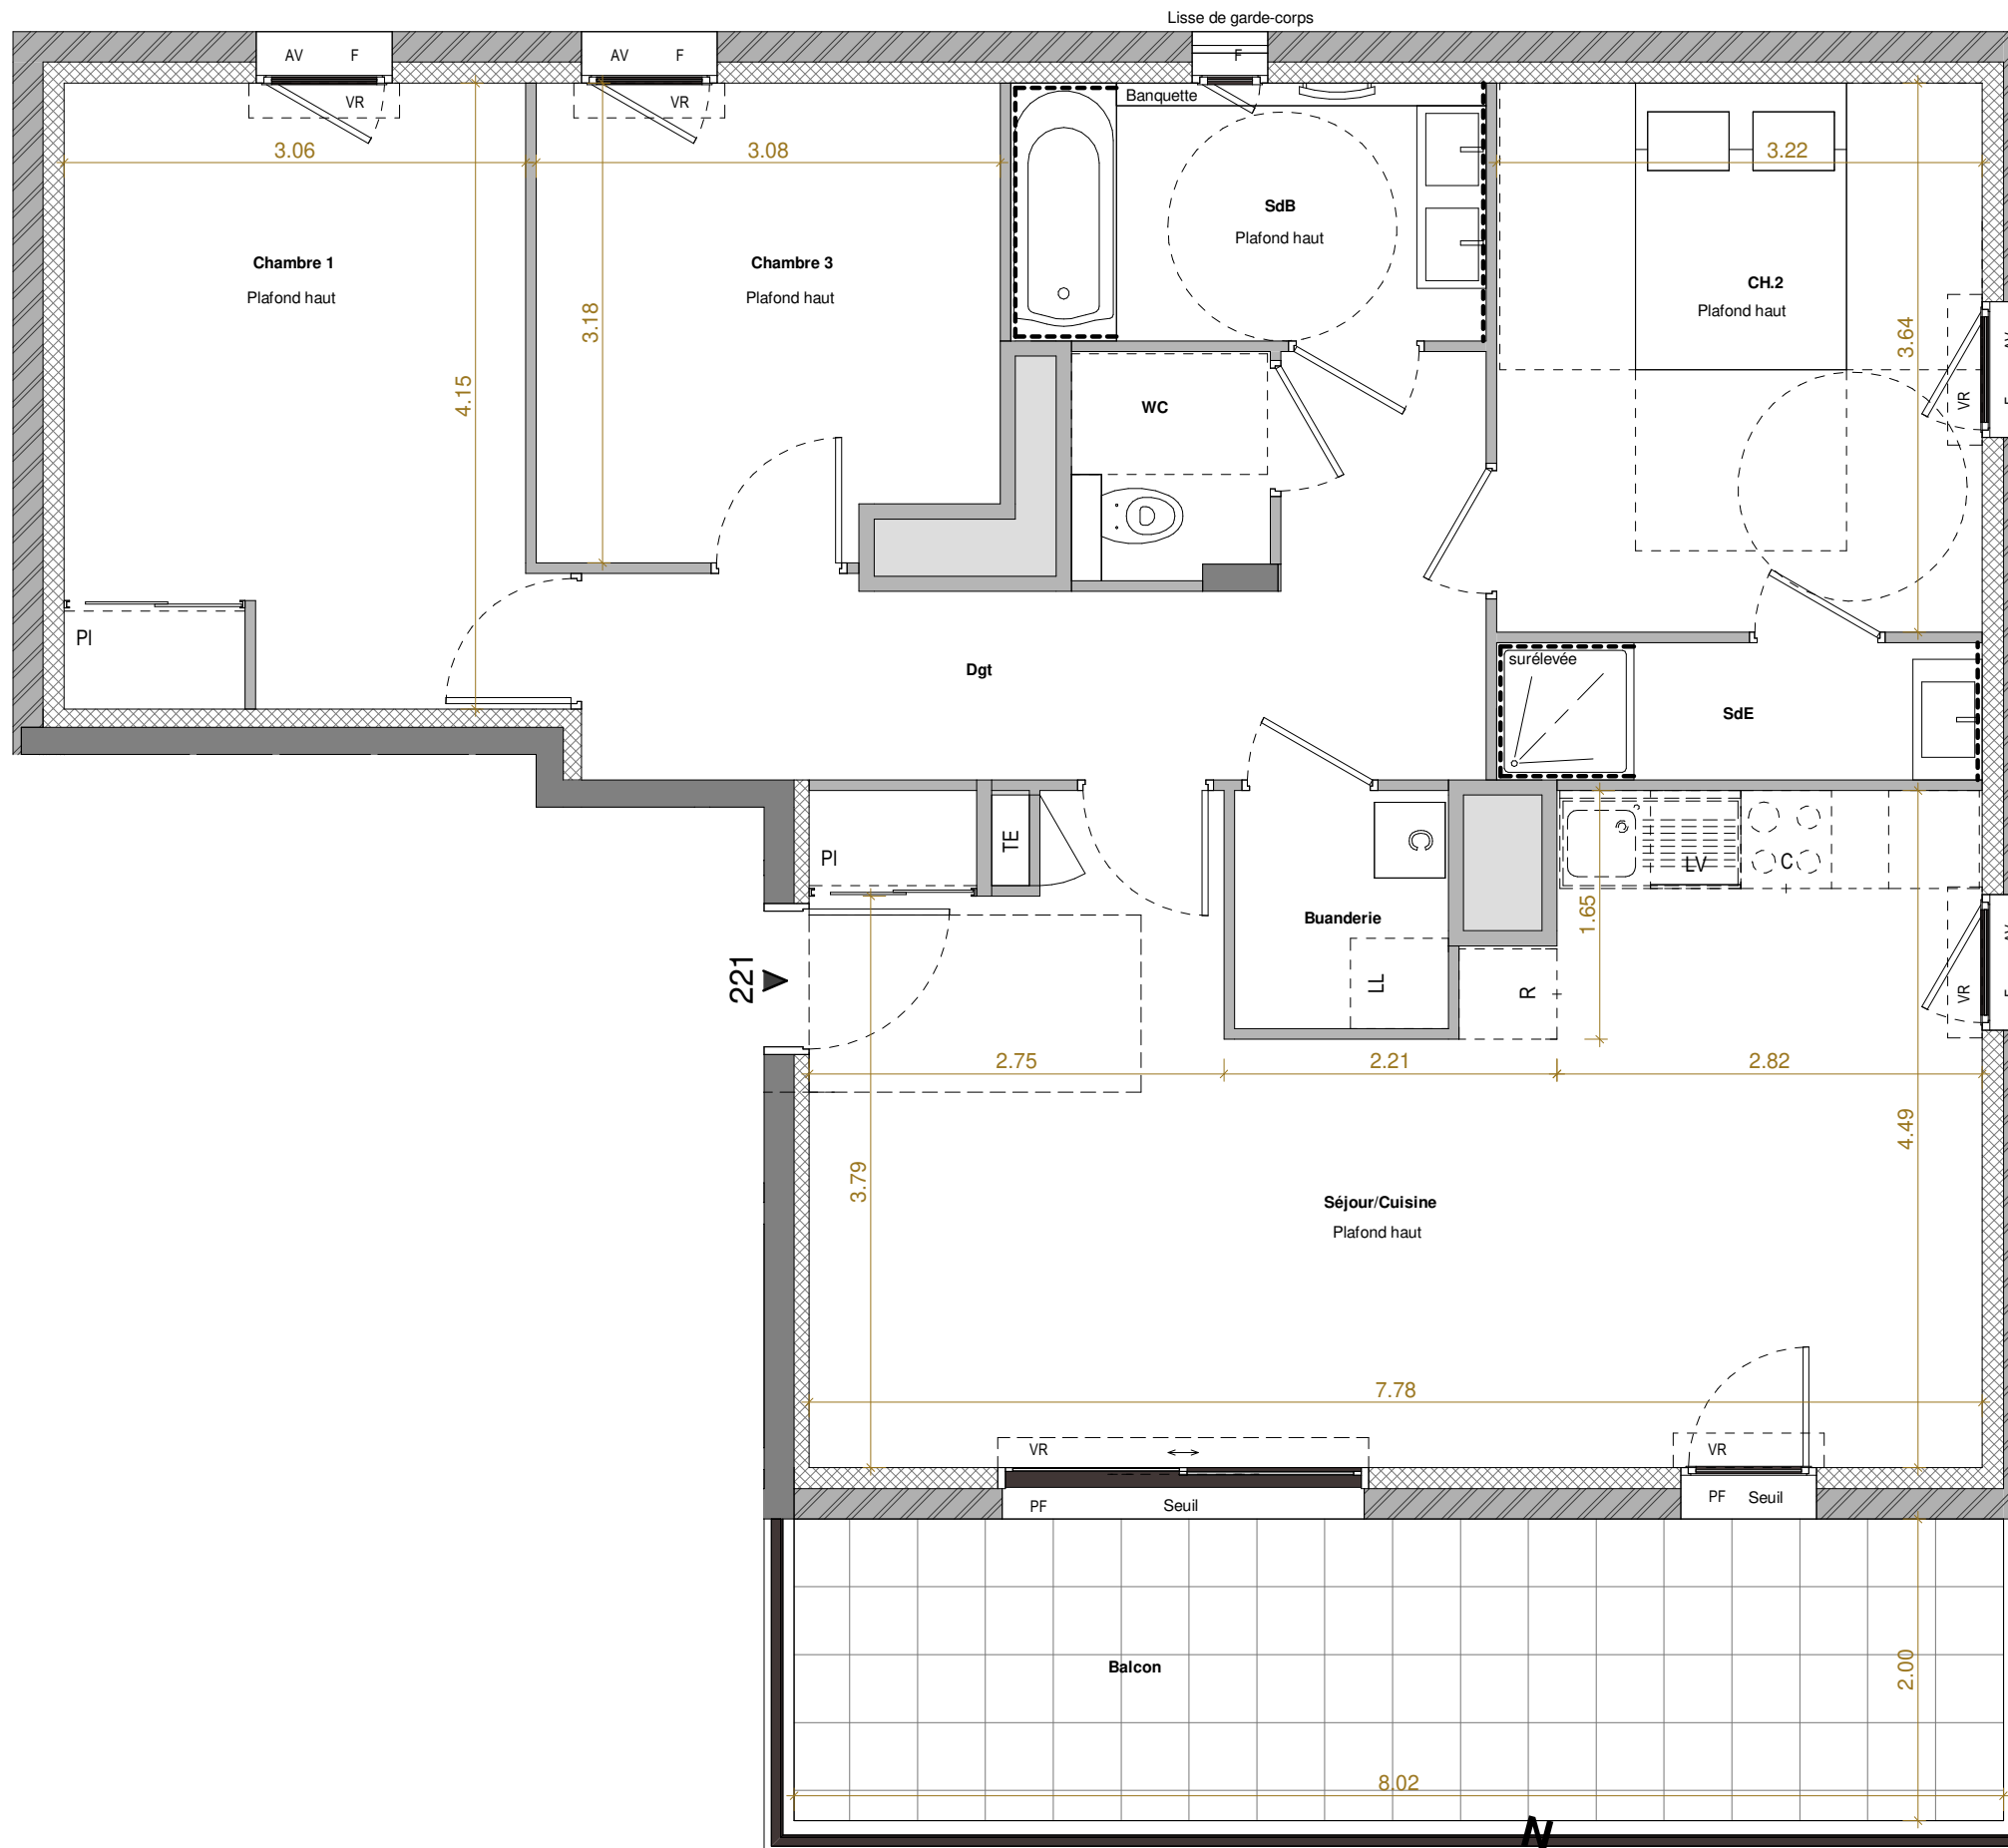 Lisse de garde-corps
AV F
AV F
F
VR
VR
Banquette
3.06
3.08
3.22
SdB
Plafond haut
Chambre 1
Plafond haut
Chambre 3
Plafond haut
CH.2
Plafond haut
3.18
3.64
4.15
VR
WC
Pl
Dgt
surélevée
SdE
Pl
TE
C
LV
C
1.65
Buanderie
221
LL
R
VR
2.75
2.21
2.82
4.49
3.79
Séjour/Cuisine
Plafond haut
7.78
VR
VR
PF
Seuil
PF
Seuil
Balcon
2.00
8.02
N